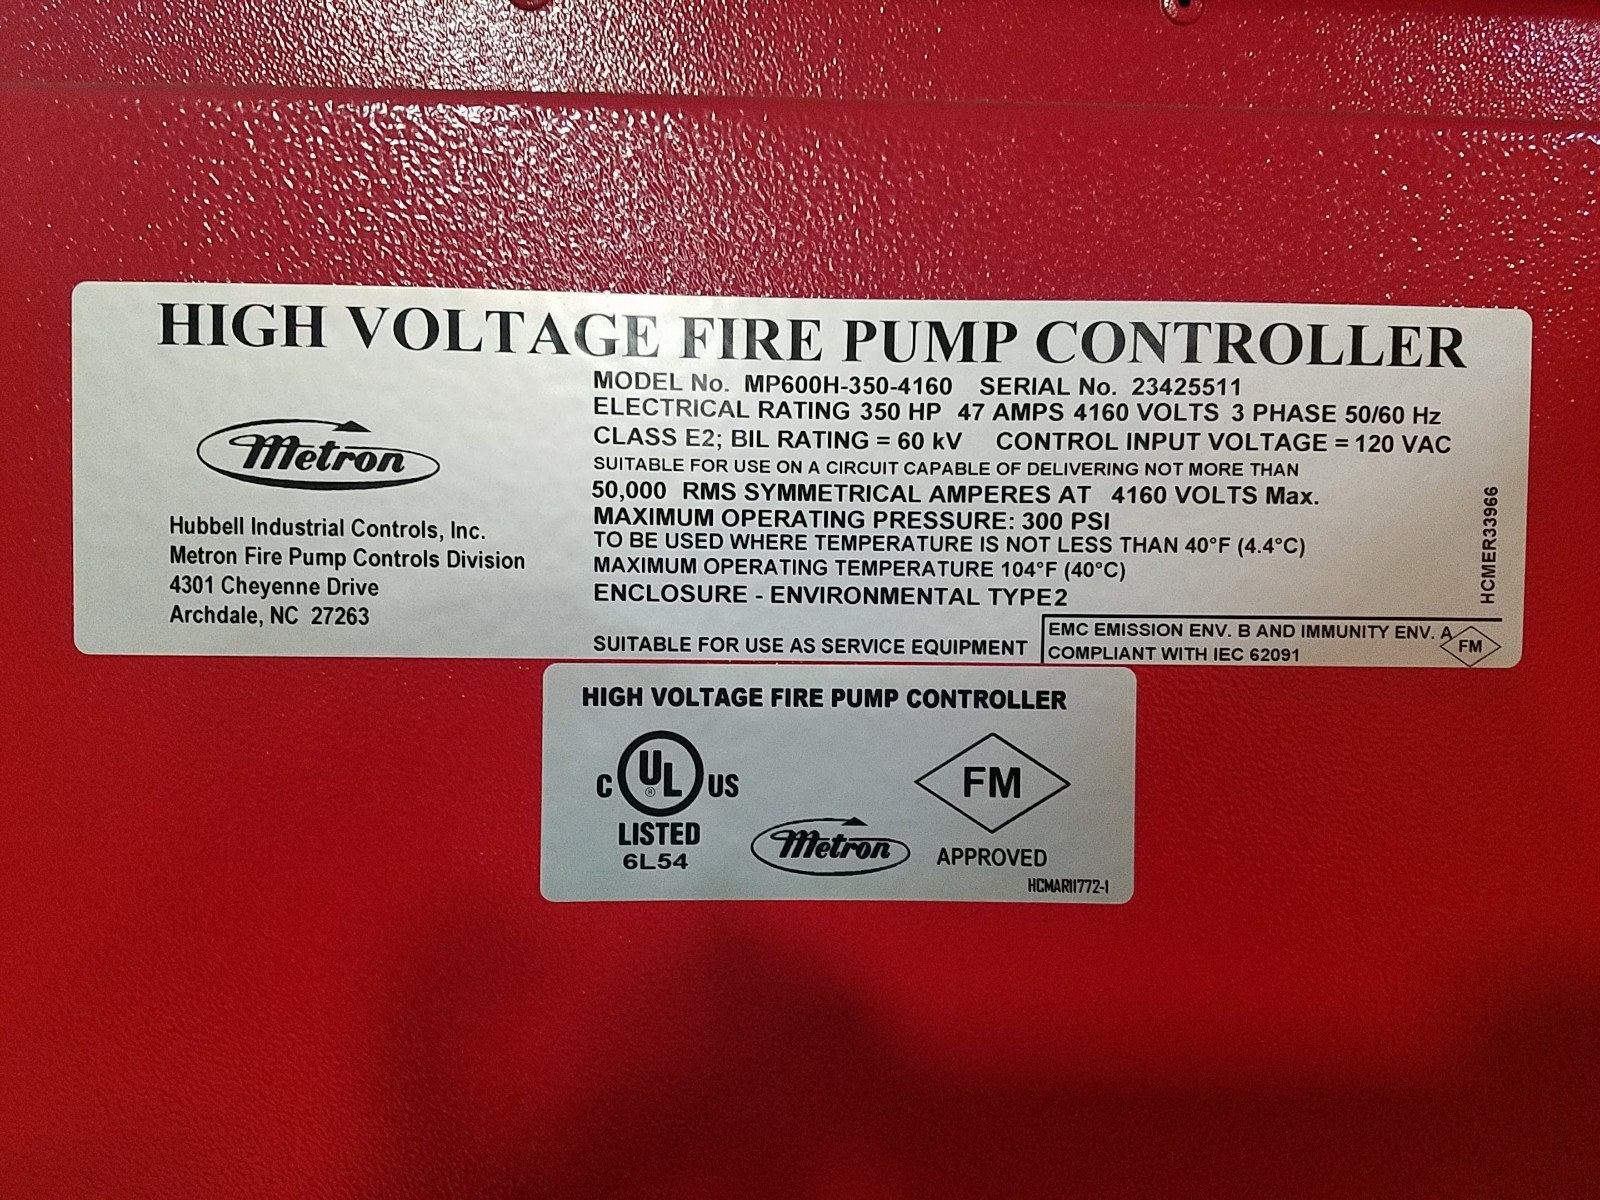 HIGH VOLTAGE FIRE PUMP CONTROLLER
MODEL No. MP600H-350-4160 SERIAL No. 23425511
ELECTRICAL RATING 350 HP 47 AMPS 4160 VOLTS 3 PHASE 50/60 Hz
CLASS E2; BIL RATING = 60 kV CONTROL INPUT VOLTAGE = 120 VAC
SUITABLE FOR USE ON A CIRCUIT CAPABLE OF DELIVERING NOT MORE THAN
50,000 RMS SYMMETRICAL AMPERES AT 4160 VOLTS Max.
MAXIMUM OPERATING PRESSURE: 300 PSI
TO BE USED WHERE TEMPERATURE IS NOT LESS THAN 40°F (4.4°C)
MAXIMUM OPERATING TEMPERATURE 104°F (40°C)
ENCLOSURE - ENVIRONMENTAL TYPE 2
SUITABLE FOR USE AS SERVICE EQUIPMENT
EMC EMISSION ENV. B AND IMMUNITY ENV. A
COMPLIANT WITH IEC 62091
FM
HCMER33966
Metron
Hubbell Industrial Controls, Inc.
Metron Fire Pump Controls Division
4301 Cheyenne Drive
Archdale, NC 27263
HIGH VOLTAGE FIRE PUMP CONTROLLER
C UL® US
LISTED
6L54
Metron
FM
APPROVED
HCMAR11772-1